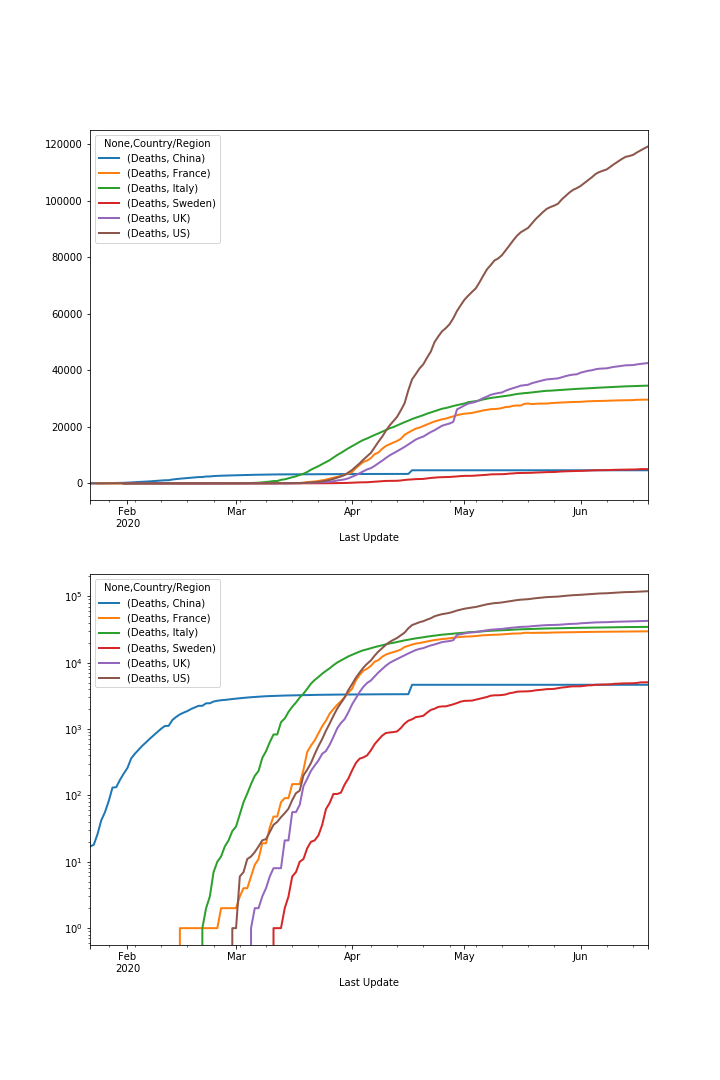 None,Country/Region
(Deaths, China)
(Deaths, France)
(Deaths, Italy)
(Deaths, Sweden)
(Deaths, UK)
(Deaths, US)
120000
100000
80000
60000
40000
20000
0
Feb Mar Apr May Jun
2020
Last Update
None,Country/Region
(Deaths, China)
(Deaths, France)
(Deaths, Italy)
(Deaths, Sweden)
(Deaths, UK)
(Deaths, US)
10⁵
10⁴
10³
10²
10¹
10⁰
Feb Mar Apr May Jun
2020
Last Update